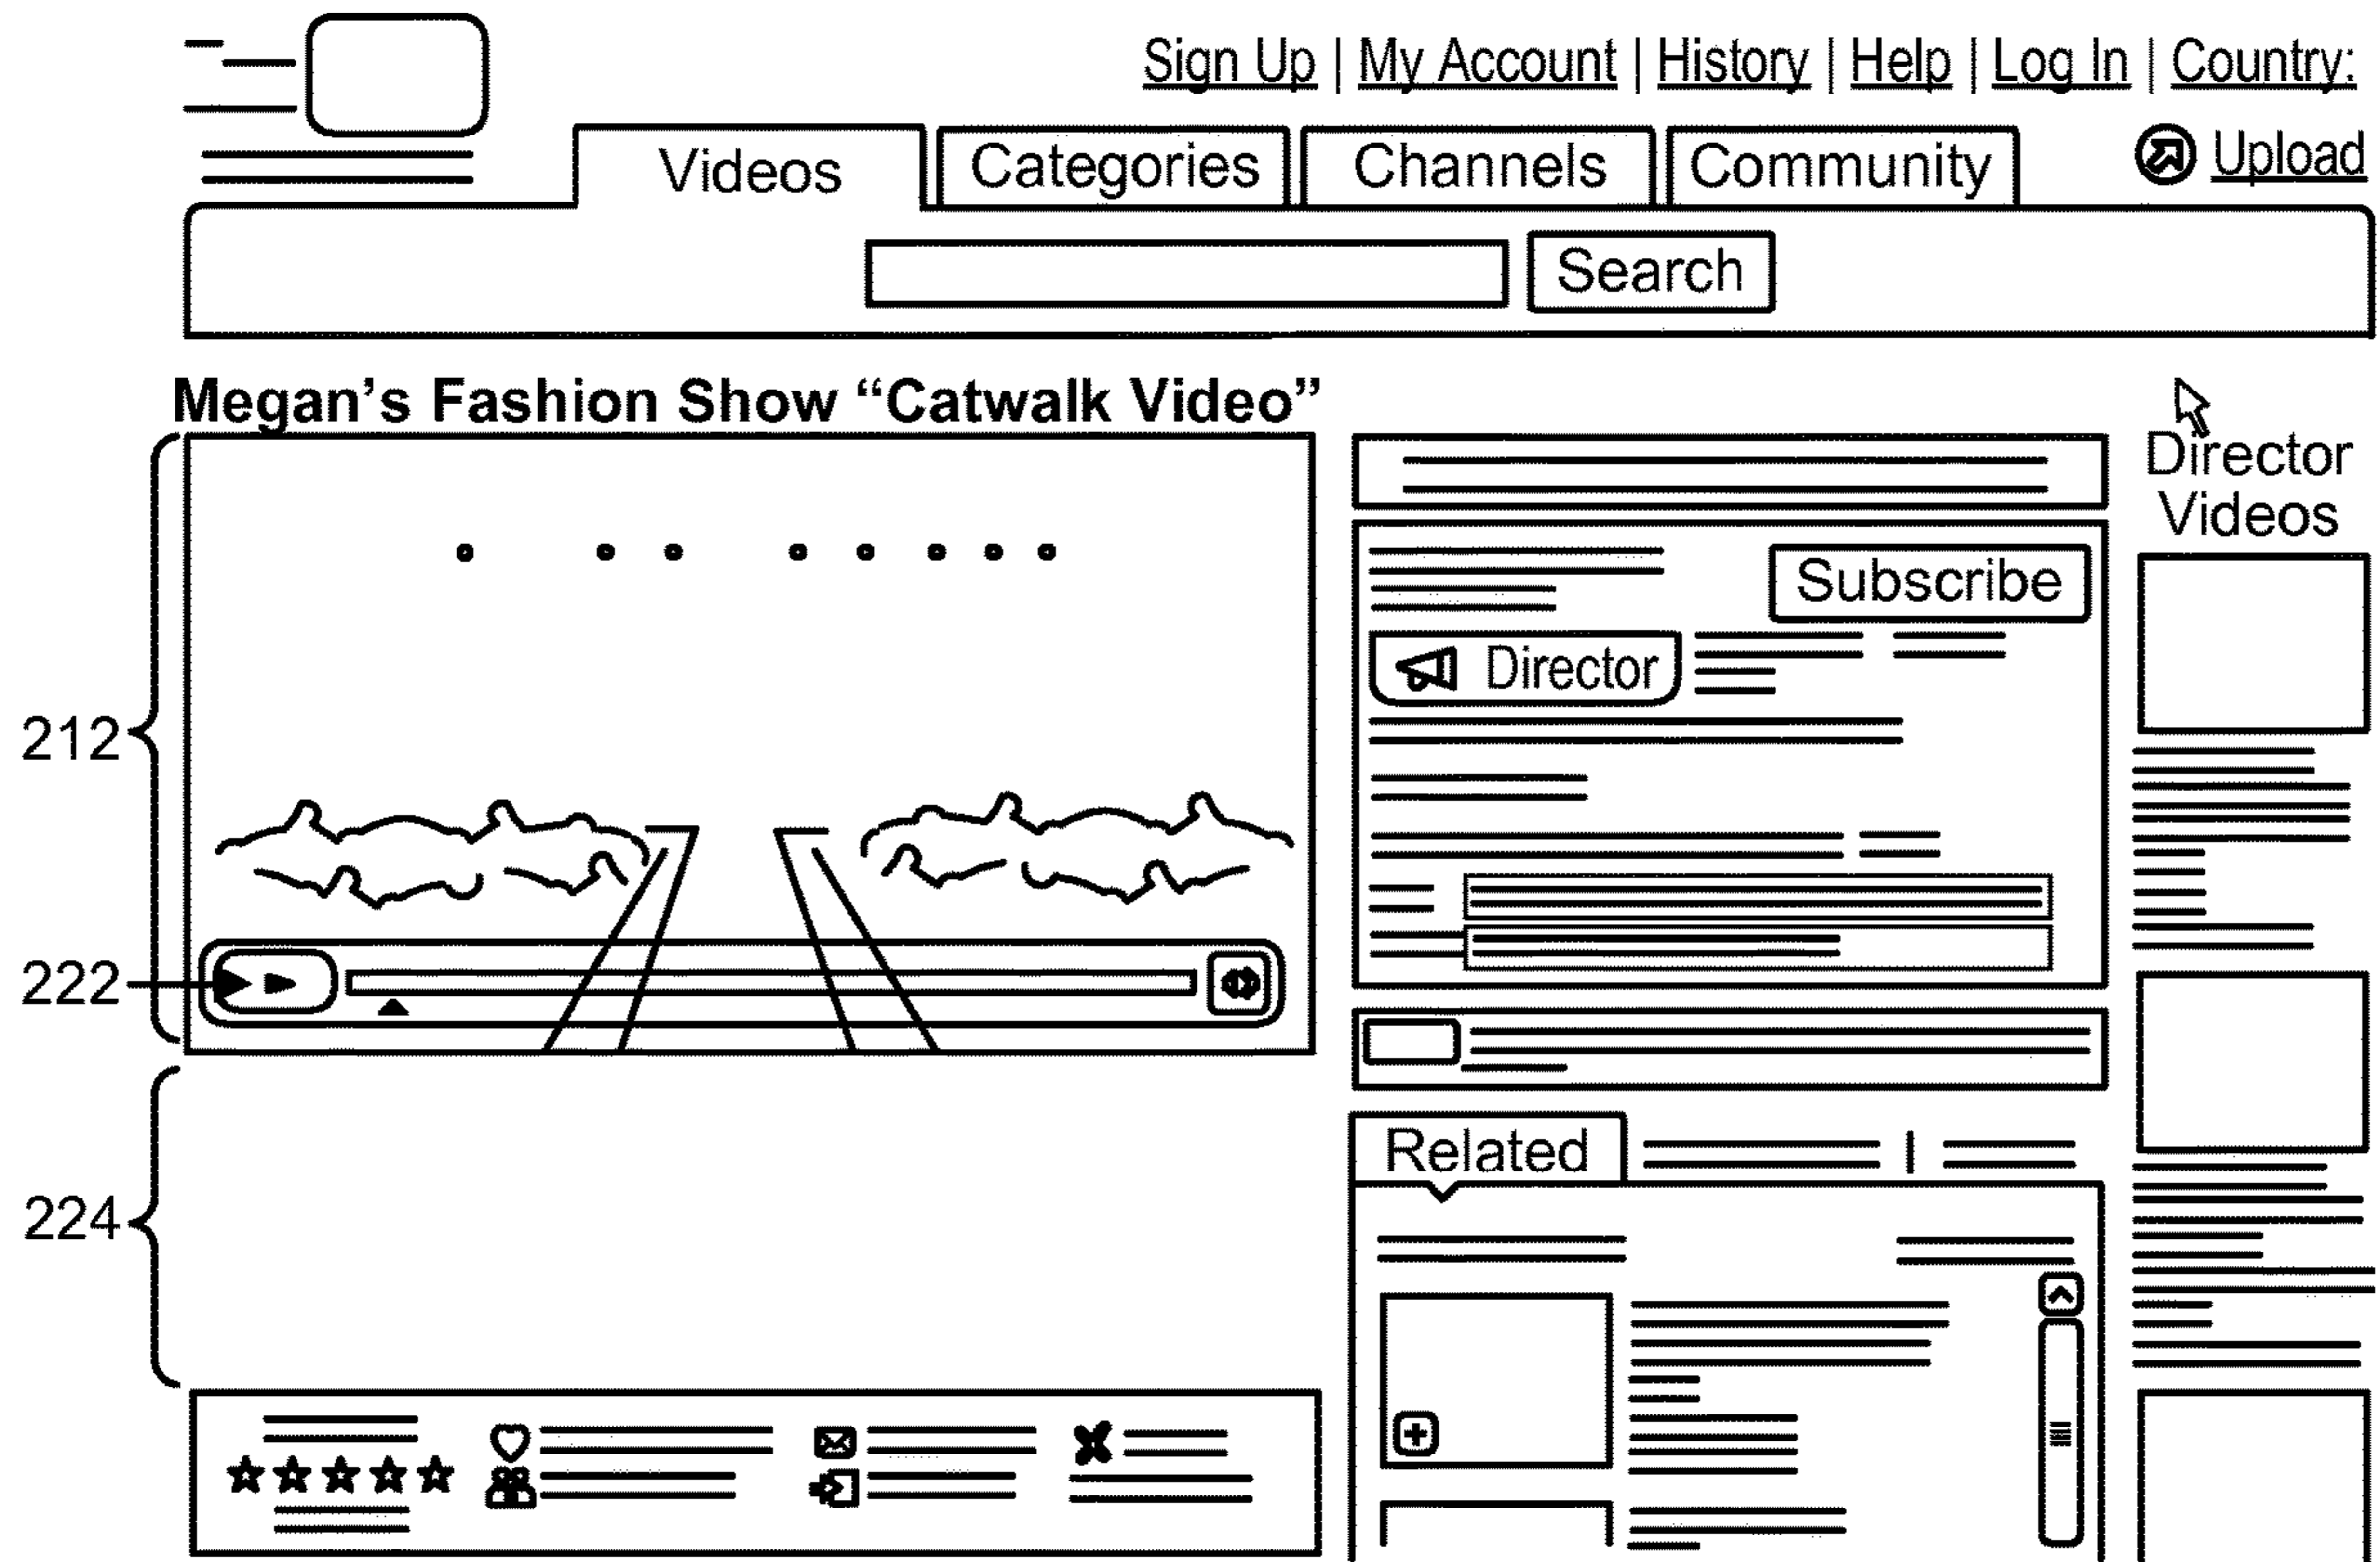 Sign Up | My Account | History | Help | Log In | Country:
Videos
Categories
Channels
Community
Upload
Search
Megan's Fashion Show “Catwalk Video”
Director
Videos
Subscribe
Director
212
222
Related
224